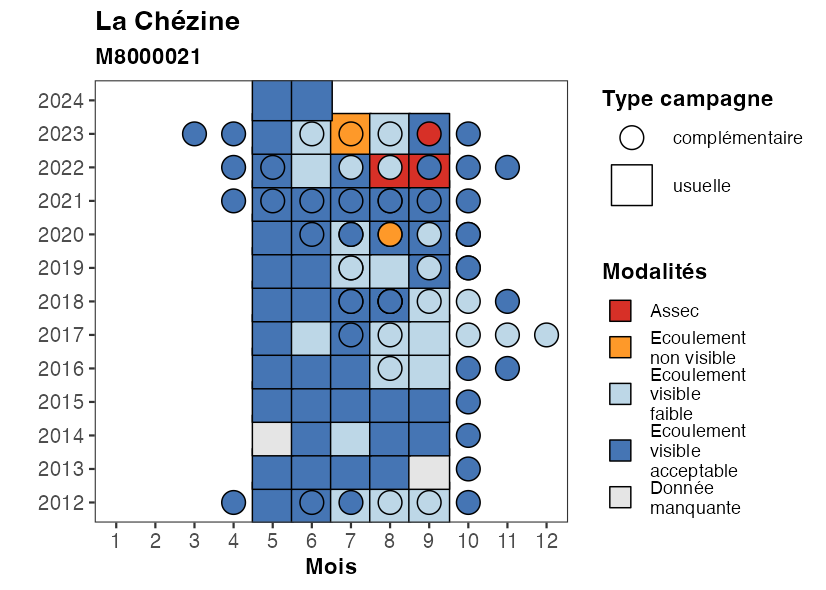 La Chézine
M8000021
2024
2023
2022
2021
2020
2019
2018
2017
2016
2015
2014
2013
2012
1 2 3 4 5 6 7 8 9 10 11 12
Mois
Type campagne
complémentaire
usuelle
Modalités
Assec
Ecoulement
non visible
Ecoulement
visible
faible
Ecoulement
visible
acceptable
Donnée
manquante